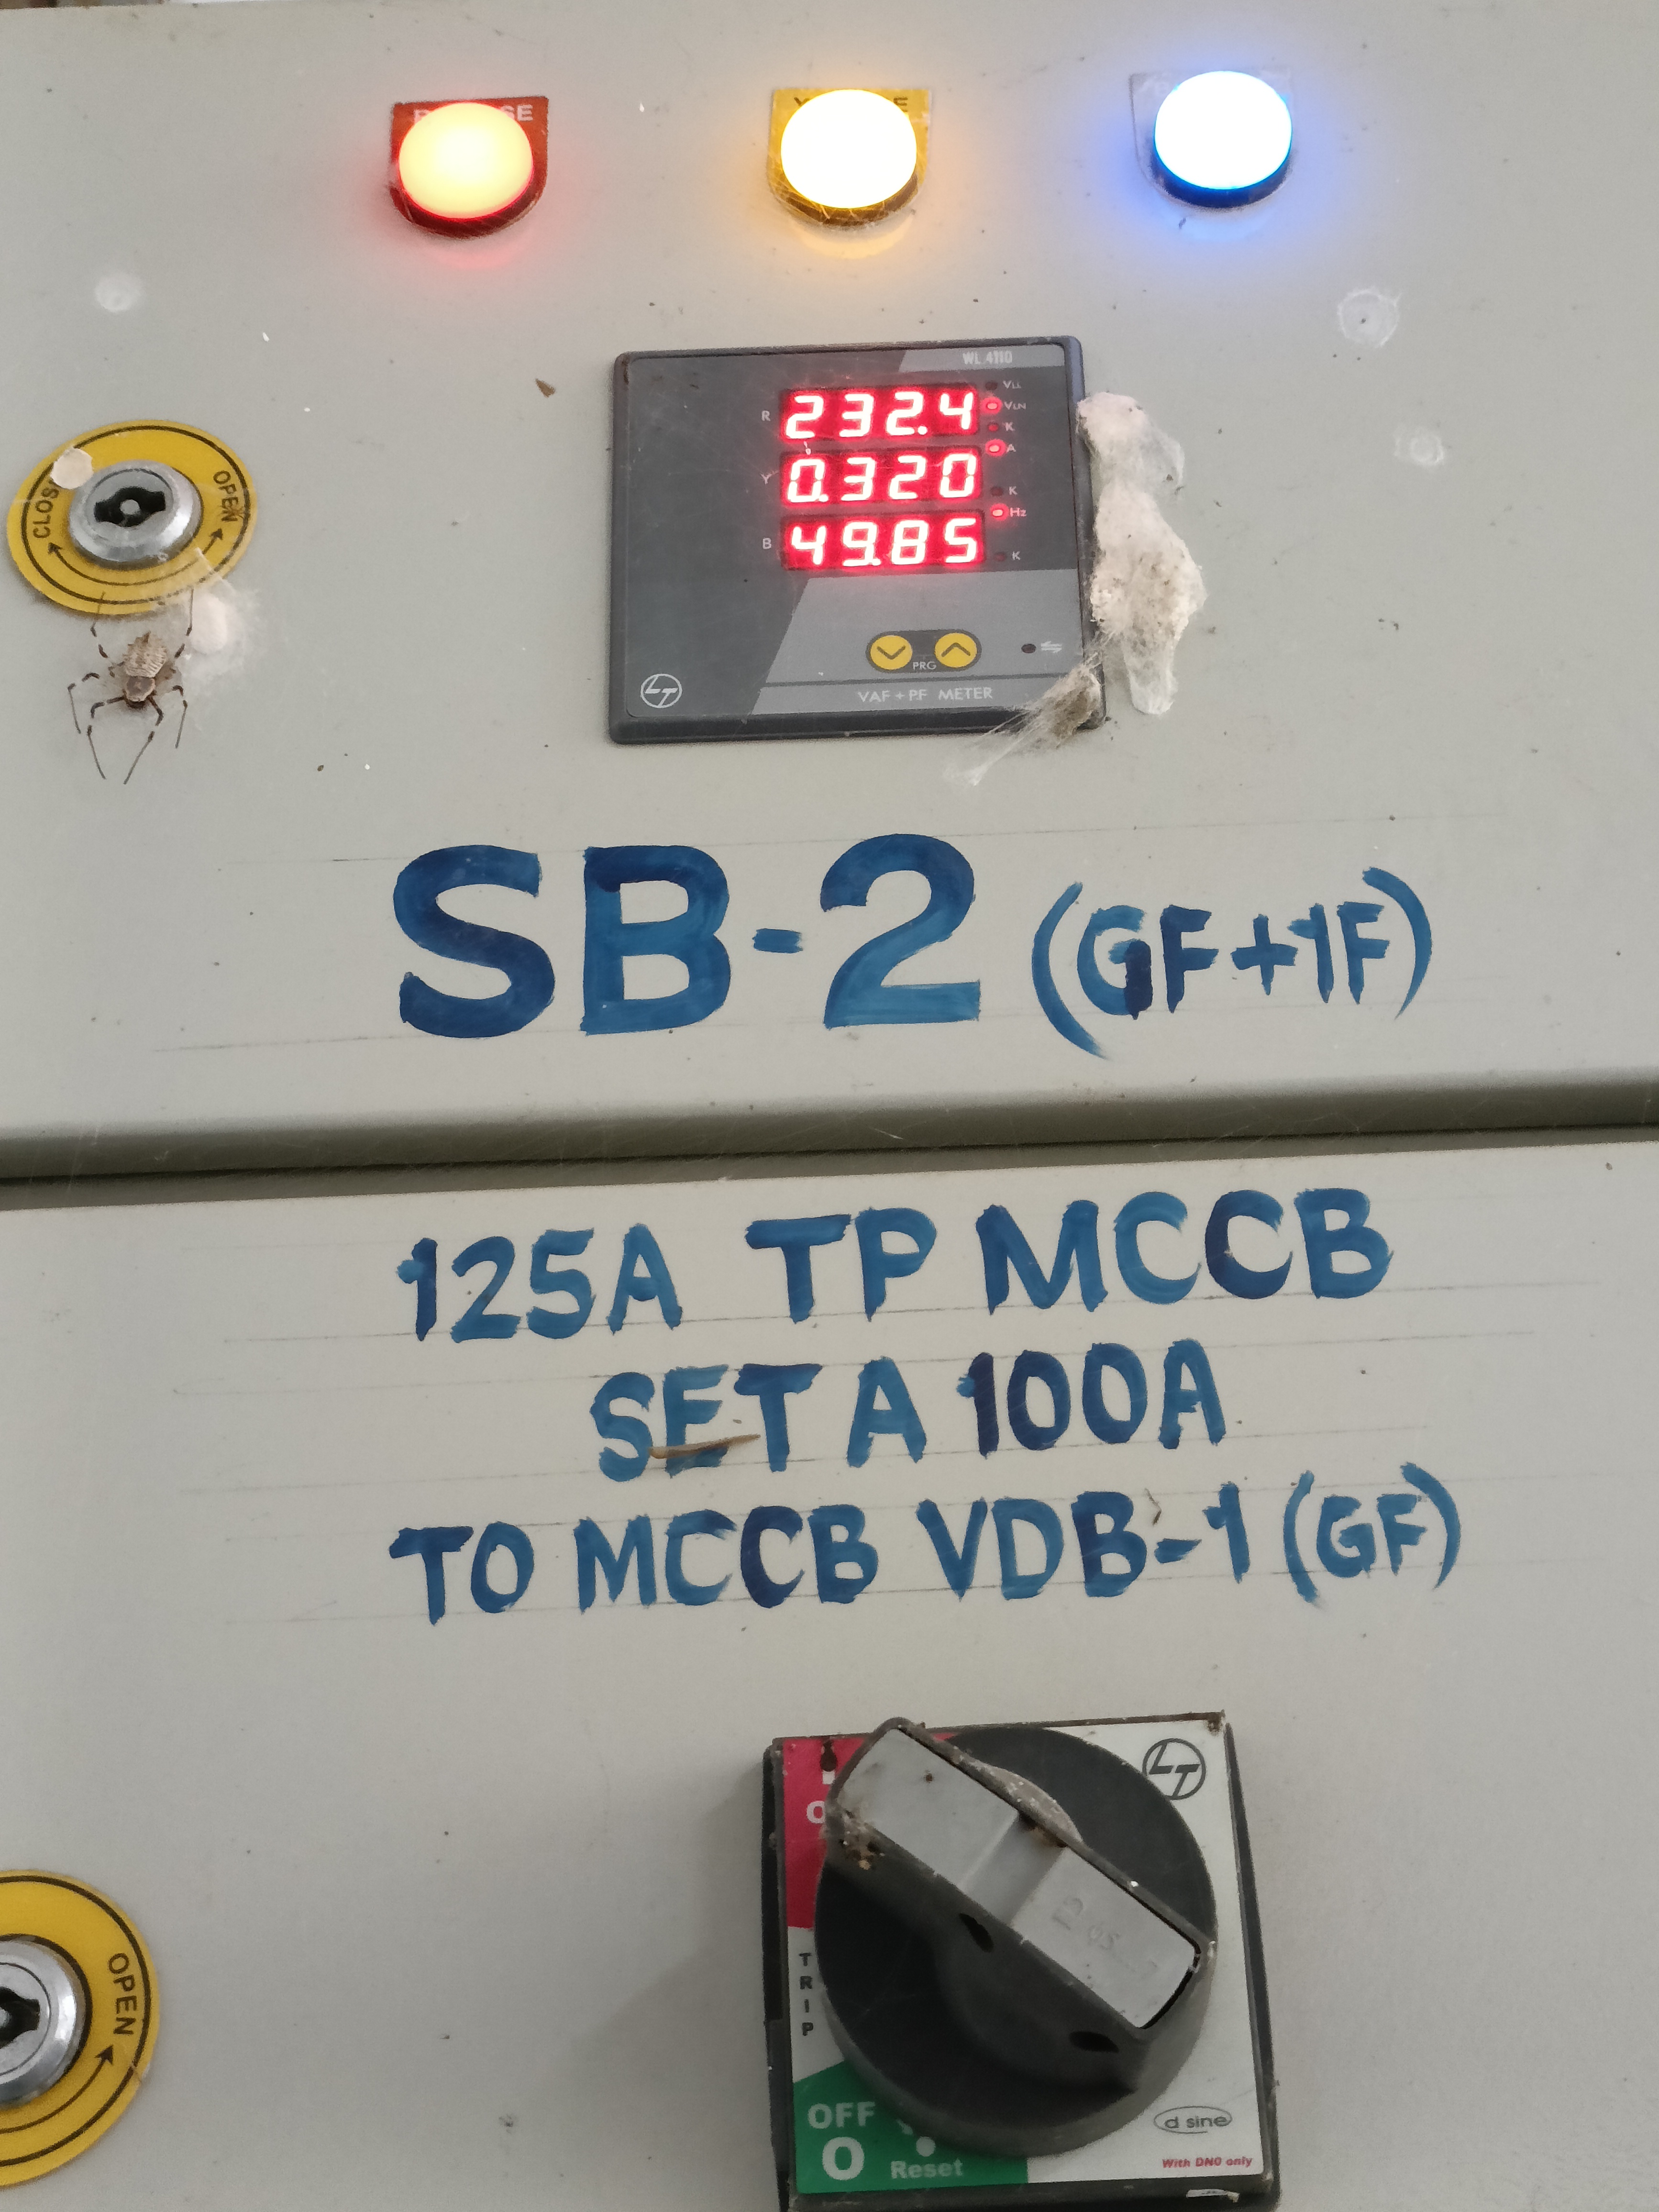 WL 4110
VLL
R 232.4 VLN
K
A
Y 0.320 K
Hz
B 49.85 K
PRG
LT
VAF + PF METER
OPEN
SB-2 (GF+1F)
125A TP MCCB
SET A 100A
TO MCCB VDB-1 (GF)
LT
TRIP
OPEN
OFF
O
Reset
d sine
With DNO only